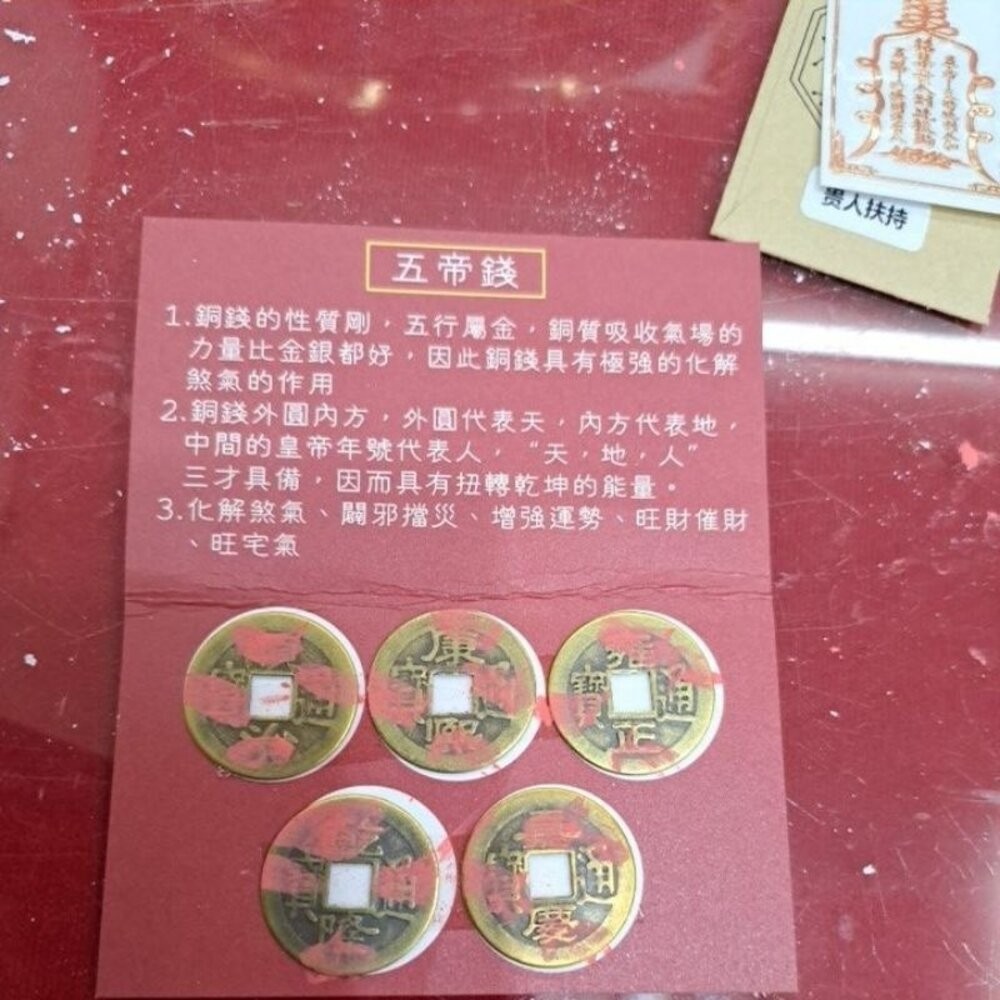 貴人扶持
五帝錢
1.銅錢的性質剛，五行屬金，銅質吸收氣場的
力量比金銀都好，因此銅錢具有極強的化解
煞氣的作用
2.銅錢外圓內方，外圓代表天，內方代表地，
中間的皇帝年號代表人，“天，地，人”
三才具備，因而具有扭轉乾坤的能量。
3.化解煞氣、闢邪擋災、增強運勢、旺財催財
、旺宅氣
治通寶
康熙通寶
雍正通寶
乾隆通寶
嘉慶通寶